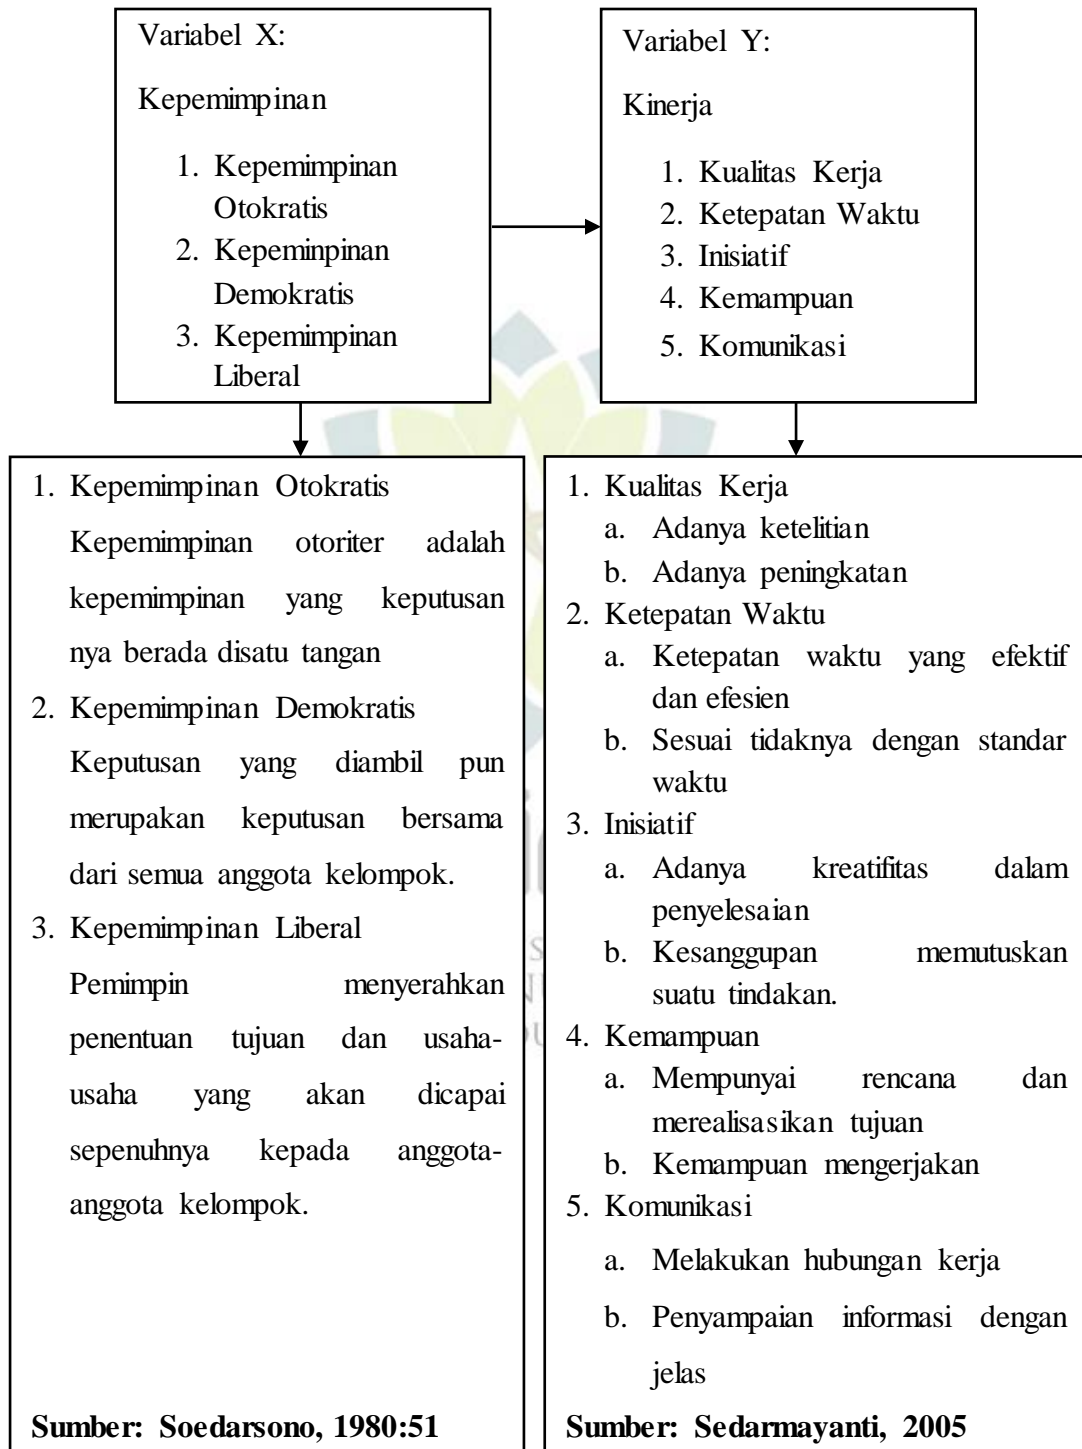 Variabel X:
Kepemimpinan
1. Kepemimpinan
Otokratis
2. Kepeminpinan
Demokratis
3. Kepemimpinan
Liberal
Variabel Y:
Kinerja
1. Kualitas Kerja
2. Ketepatan Waktu
3. Inisiatif
4. Kemampuan
5. Komunikasi
1. Kepemimpinan Otokratis
Kepemimpinan otoriter adalah
kepemimpinan yang keputusan
nya berada disatu tangan
2. Kepemimpinan Demokratis
Keputusan yang diambil pun
merupakan keputusan bersama
dari semua anggota kelompok.
3. Kepemimpinan Liberal
Pemimpin menyerahkan
penentuan tujuan dan usaha-
usaha yang akan dicapai
sepenuhnya kepada anggota-
anggota kelompok.
Sumber: Soedarsono, 1980:51
1. Kualitas Kerja
a. Adanya ketelitian
b. Adanya peningkatan
2. Ketepatan Waktu
a. Ketepatan waktu yang efektif
dan efesien
b. Sesuai tidaknya dengan standar
waktu
3. Inisiatif
a. Adanya kreatifitas dalam
penyelesaian
b. Kesanggupan memutuskan
suatu tindakan.
4. Kemampuan
a. Mempunyai rencana dan
merealisasikan tujuan
b. Kemampuan mengerjakan
5. Komunikasi
a. Melakukan hubungan kerja
b. Penyampaian informasi dengan
jelas
Sumber: Sedarmayanti, 2005